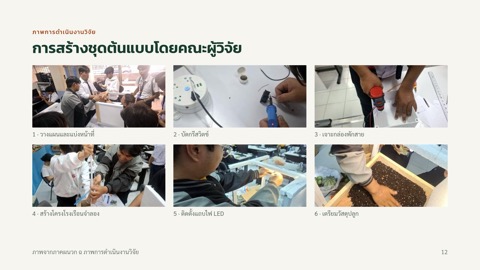 ภาพการดำเนินงานวิจัย
การสร้างชุดต้นแบบโดยคณะผู้วิจัย
1 · วางแผนและแบ่งหน้าที่
2 · บัดกรีสวิตช์
3 · เจาะกล่องพักสาย
4 · สร้างโครงโรงเรือนจำลอง
5 · ติดตั้งแถบไฟ LED
6 · เตรียมวัสดุปลูก
ภาพจากภาคผนวก อ ภาพการดำเนินงานวิจัย
12